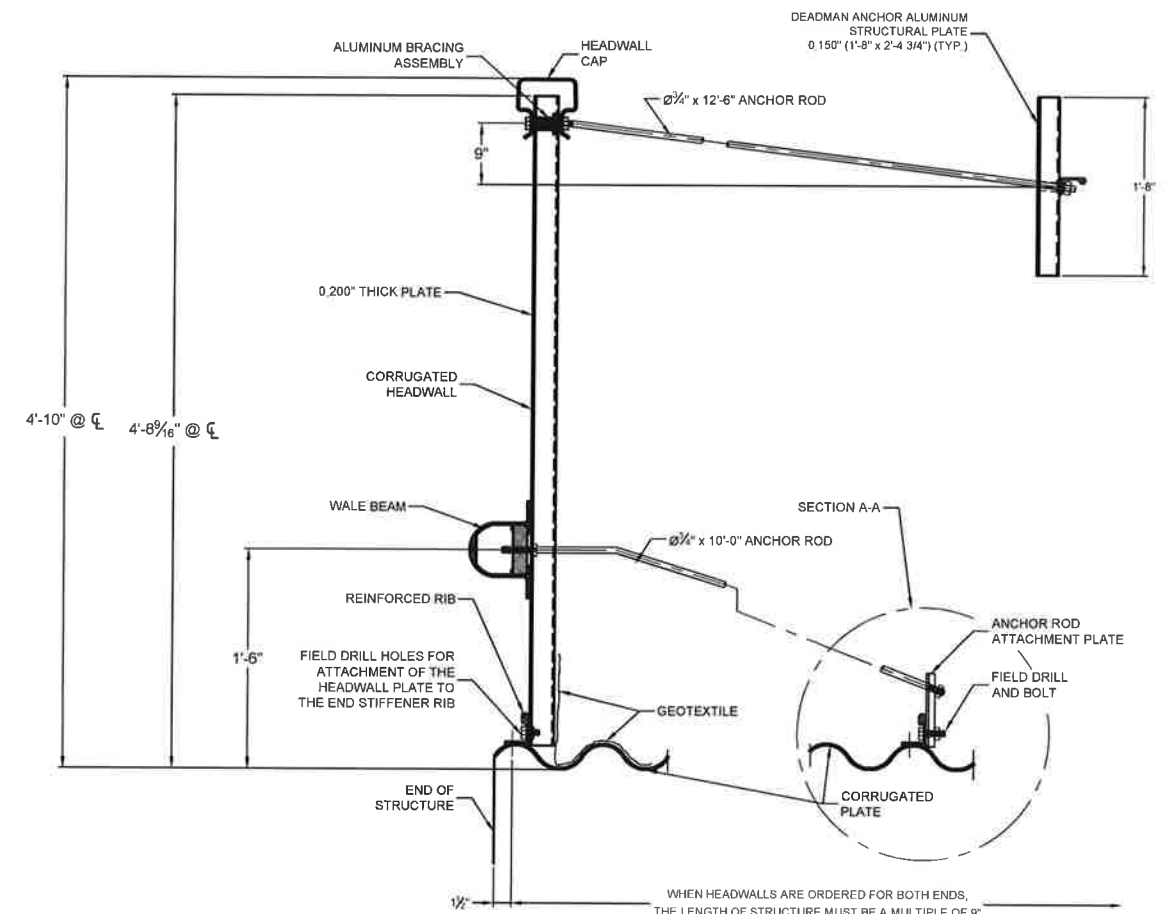 DEADMAN ANCHOR ALUMINUM
STRUCTURAL PLATE
0.150" (1'-8" x 2'-4 3/4") (TYP.)
ALUMINUM BRACING
ASSEMBLY
HEADWALL
CAP
Ø3/4" x 12'-6" ANCHOR ROD
9"
1'-8"
0.200" THICK PLATE
CORRUGATED
HEADWALL
4'-10" @ ℄
4'-8 9/16" @ ℄
WALE BEAM
SECTION A-A
Ø3/4" x 10'-0" ANCHOR ROD
REINFORCED RIB
ANCHOR ROD
ATTACHMENT PLATE
1'-6"
FIELD DRILL HOLES FOR
ATTACHMENT OF THE
HEADWALL PLATE TO
THE END STIFFENER RIB
FIELD DRILL
AND BOLT
GEOTEXTILE
END OF
STRUCTURE
CORRUGATED
PLATE
1½"
WHEN HEADWALLS ARE ORDERED FOR BOTH ENDS,
THE LENGTH OF STRUCTURE MUST BE A MULTIPLE OF 9"